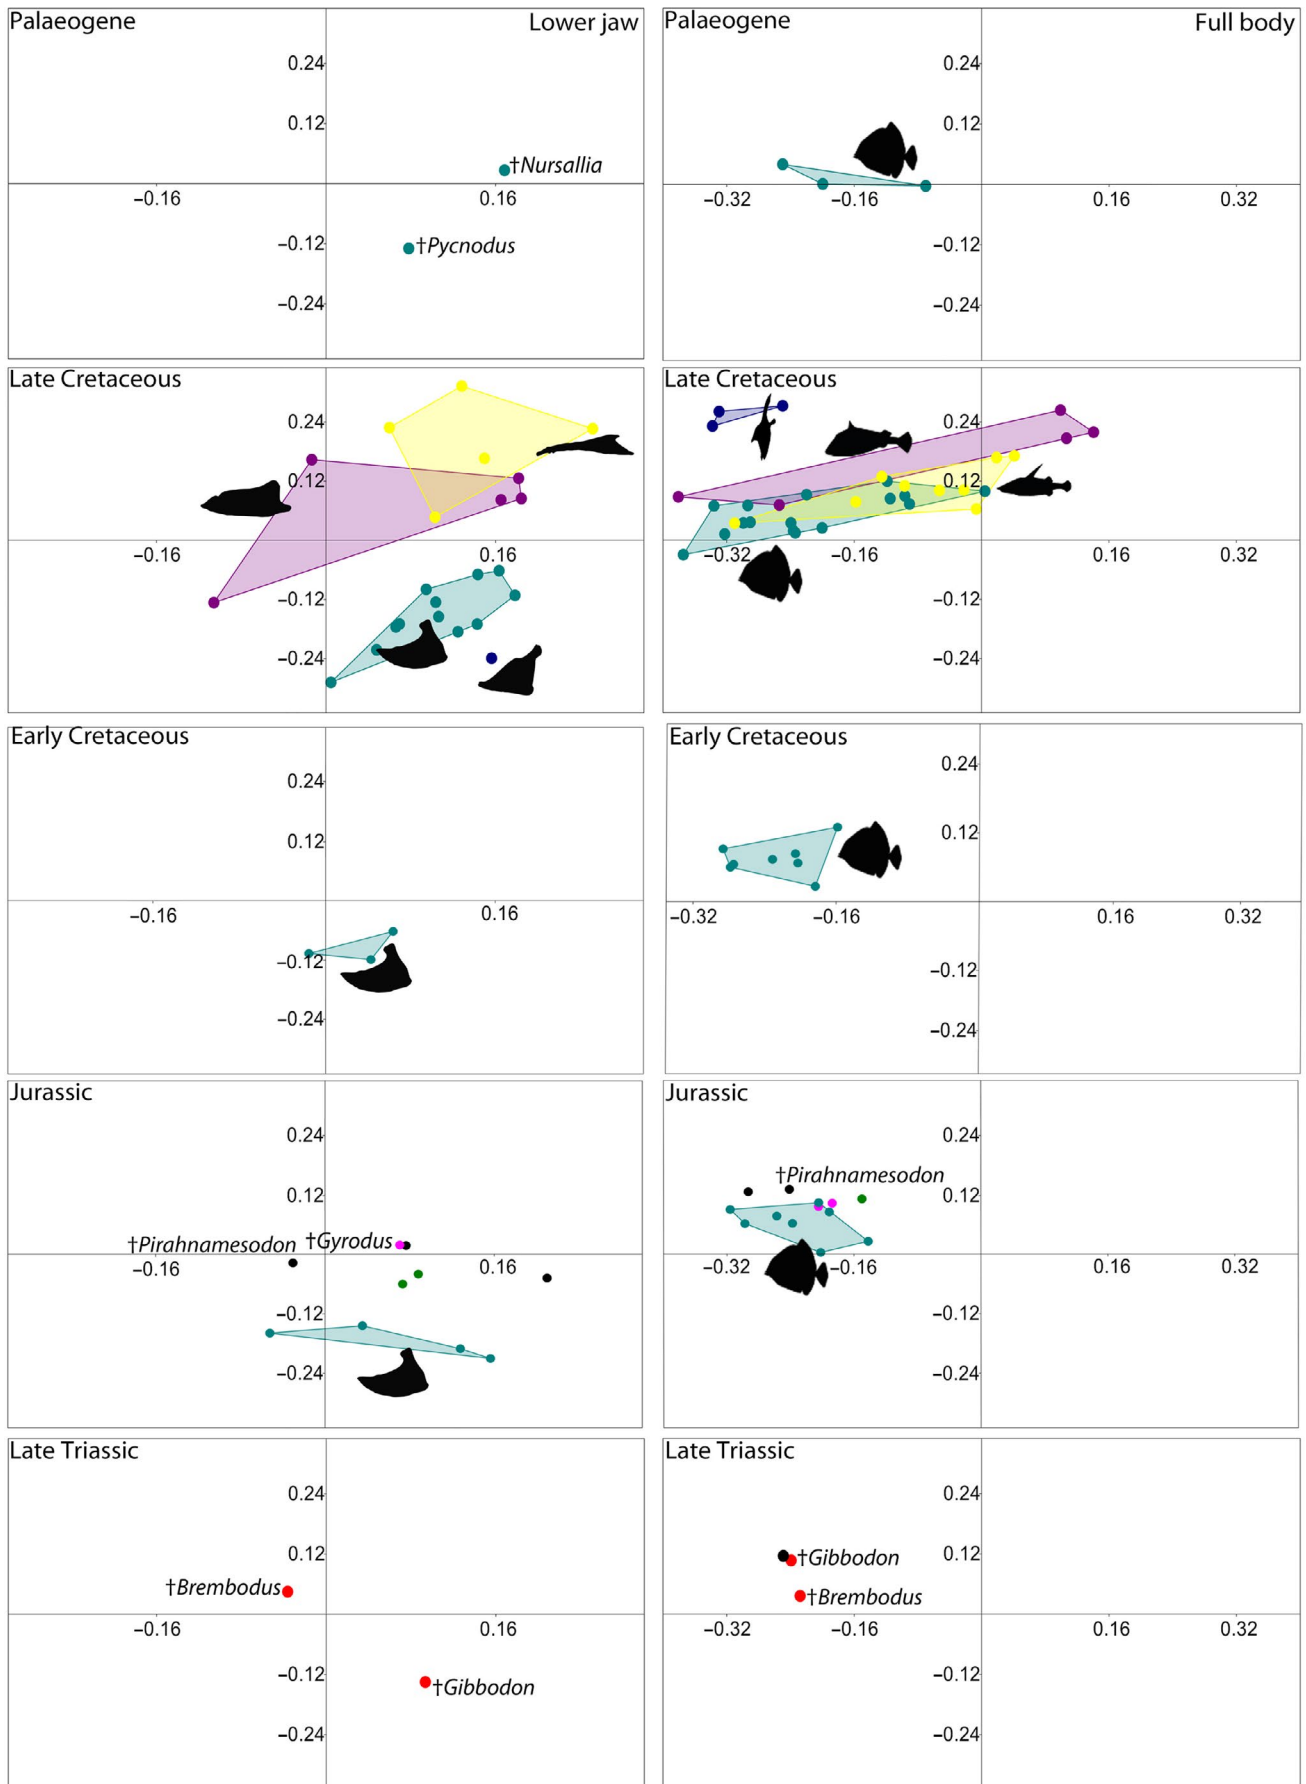 Palaeogene Lower jaw
0.24
0.12
†Nursallia
−0.16 0.16
−0.12 †Pycnodus
−0.24
Palaeogene Full body
0.24
0.12
−0.32 −0.16 0.16 0.32
−0.12
−0.24
Late Cretaceous
0.24
0.12
−0.16 0.16
−0.12
−0.24
Late Cretaceous
0.24
0.12
−0.32 −0.16 0.16 0.32
−0.12
−0.24
Early Cretaceous
0.24
0.12
−0.16 0.16
−0.12
−0.24
Early Cretaceous
0.24
0.12
−0.32 −0.16 0.16 0.32
−0.12
−0.24
Jurassic
0.24
0.12
†Pirahnamesodon †Gyrodus
−0.16 0.16
−0.12
−0.24
Jurassic
0.24
†Pirahnamesodon
0.12
−0.32 −0.16 0.16 0.32
−0.12
−0.24
Late Triassic
0.24
0.12
†Brembodus
−0.16 0.16
−0.12
†Gibbodon
−0.24
Late Triassic
0.24
0.12
†Gibbodon
†Brembodus
−0.32 −0.16 0.16 0.32
−0.12
−0.24